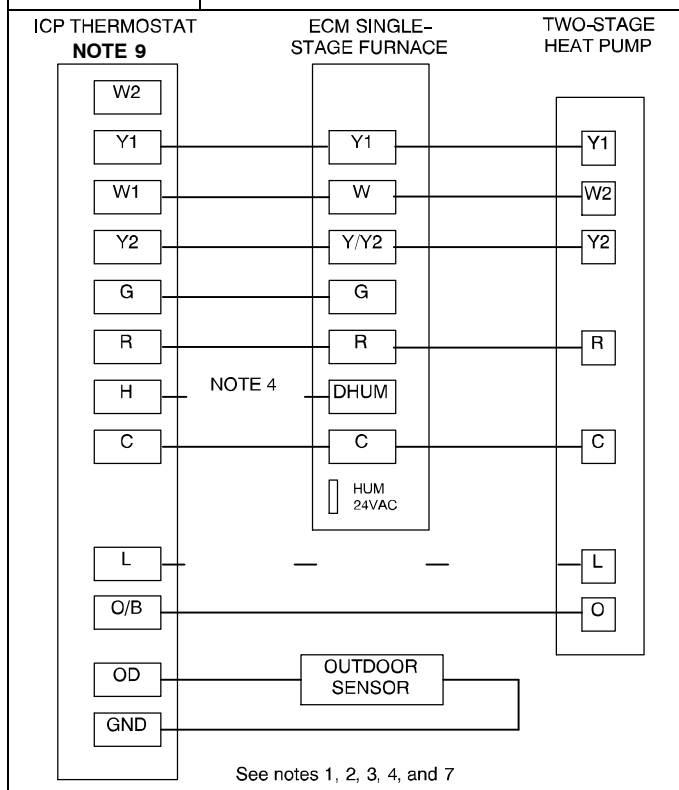 ICP THERMOSTAT
NOTE 9
ECM SINGLE-
STAGE FURNACE
TWO-STAGE
HEAT PUMP
W2
Y1 Y1 Y1
W1 W W2
Y2 Y/Y2 Y2
G G
R R R
H NOTE 4 DHUM
C C C
HUM
24VAC
L L
O/B O
OD
OUTDOOR
SENSOR
GND
See notes 1, 2, 3, 4, and 7